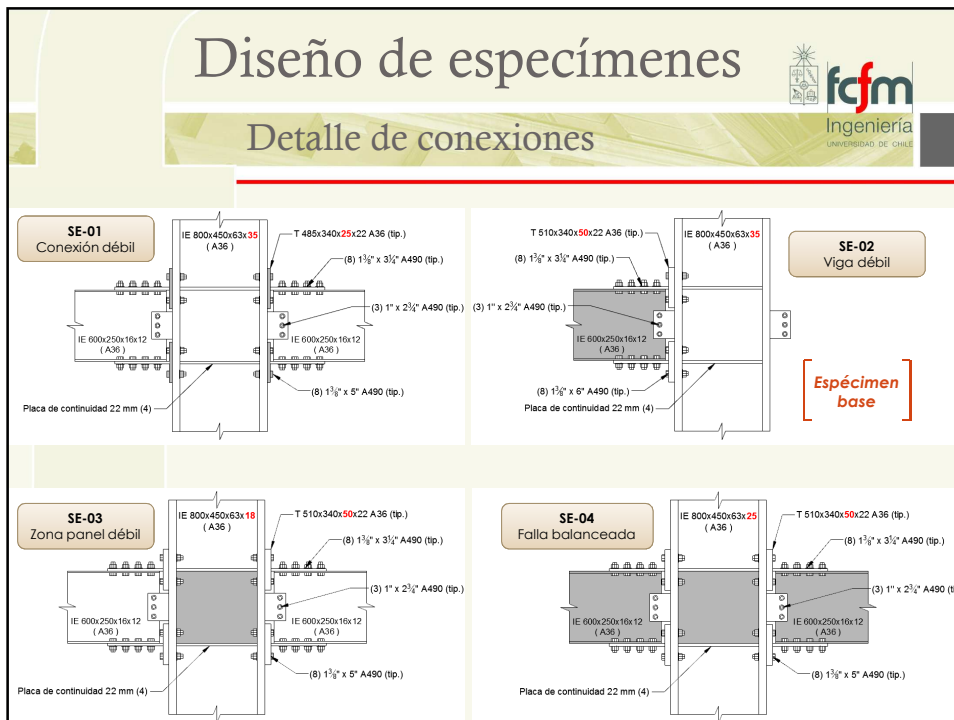 Diseño de especímenes
fcfm
Ingeniería
UNIVERSIDAD DE CHILE
Detalle de conexiones
SE-01
Conexión débil
IE 800x450x63x35
( A36 )
T 485x340x25x22 A36 (tip.)
(8) 1⅜" x 3¼" A490 (tip.)
(3) 1" x 2¾" A490 (tip.)
IE 600x250x16x12
( A36 )
IE 600x250x16x12
( A36 )
(8) 1⅜" x 5" A490 (tip.)
Placa de continuidad 22 mm (4)
T 510x340x50x22 A36 (tip.)
IE 800x450x63x35
( A36 )
SE-02
Viga débil
(8) 1⅜" x 3¼" A490 (tip.)
(3) 1" x 2¾" A490 (tip.)
IE 600x250x16x12
( A36 )
(8) 1⅜" x 6" A490 (tip.)
Placa de continuidad 22 mm (4)
Espécimen
base
SE-03
Zona panel débil
IE 800x450x63x18
( A36 )
T 510x340x50x22 A36 (tip.)
(8) 1⅜" x 3¼" A490 (tip.)
(3) 1" x 2¾" A490 (tip.)
IE 600x250x16x12
( A36 )
IE 600x250x16x12
( A36 )
(8) 1⅜" x 5" A490 (tip.)
Placa de continuidad 22 mm (4)
SE-04
Falla balanceada
IE 800x450x63x25
( A36 )
T 510x340x50x22 A36 (tip.)
(8) 1⅜" x 3¼" A490 (tip.)
(3) 1" x 2¾" A490 (ti
IE 600x250x16x12
( A36 )
IE 600x250x16x12
( A36 )
(8) 1⅜" x 5" A490 (tip.)
Placa de continuidad 22 mm (4)